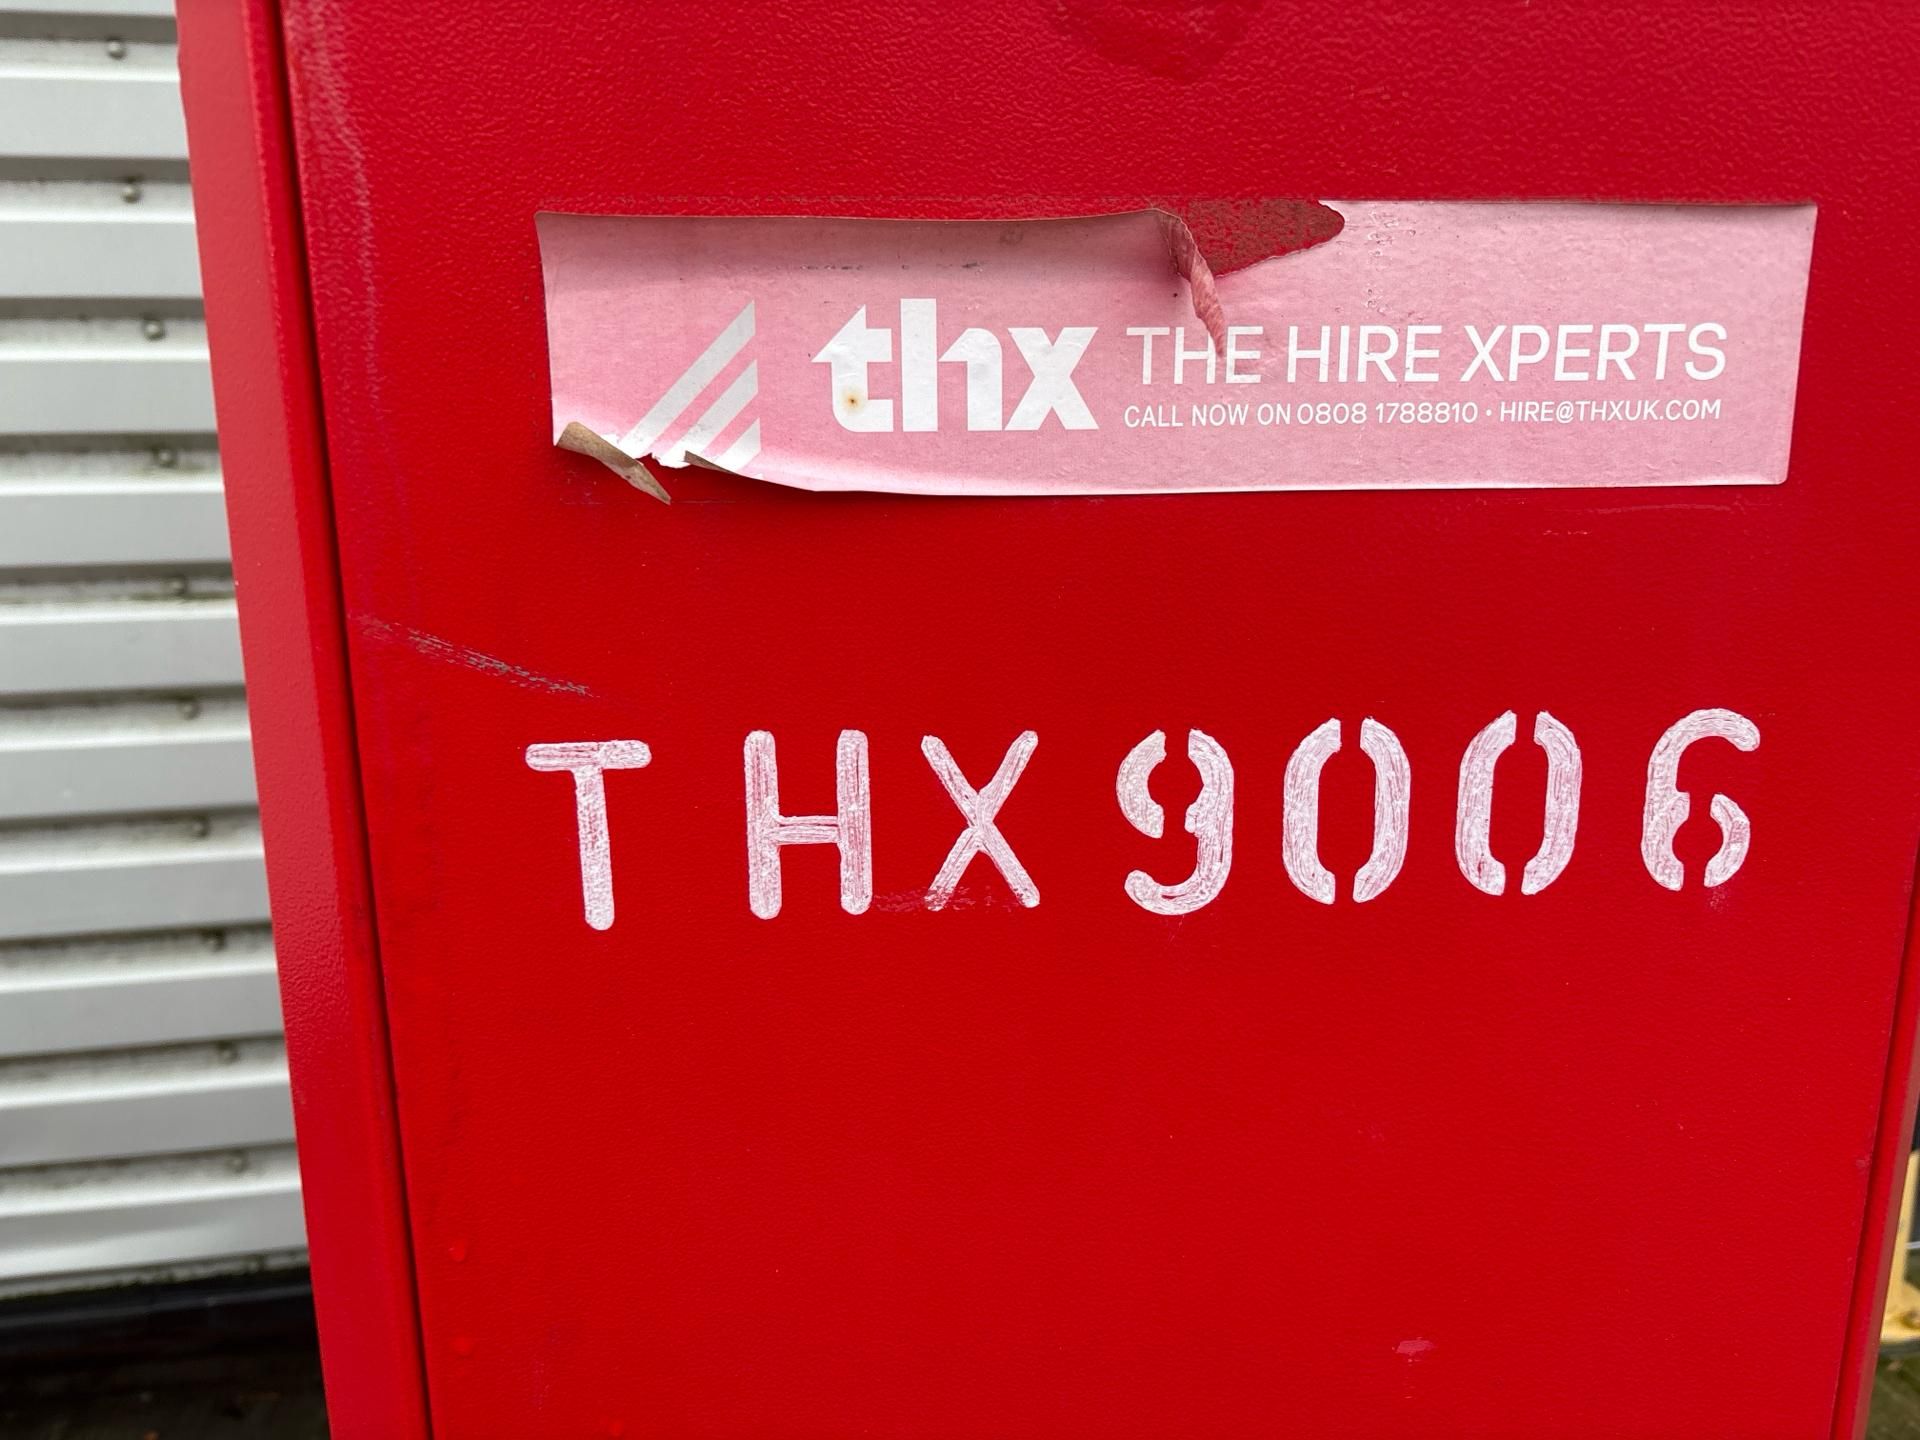 thx THE HIRE XPERTS
CALL NOW ON 0808 1788810 • HIRE@THXUK.COM
THX9006